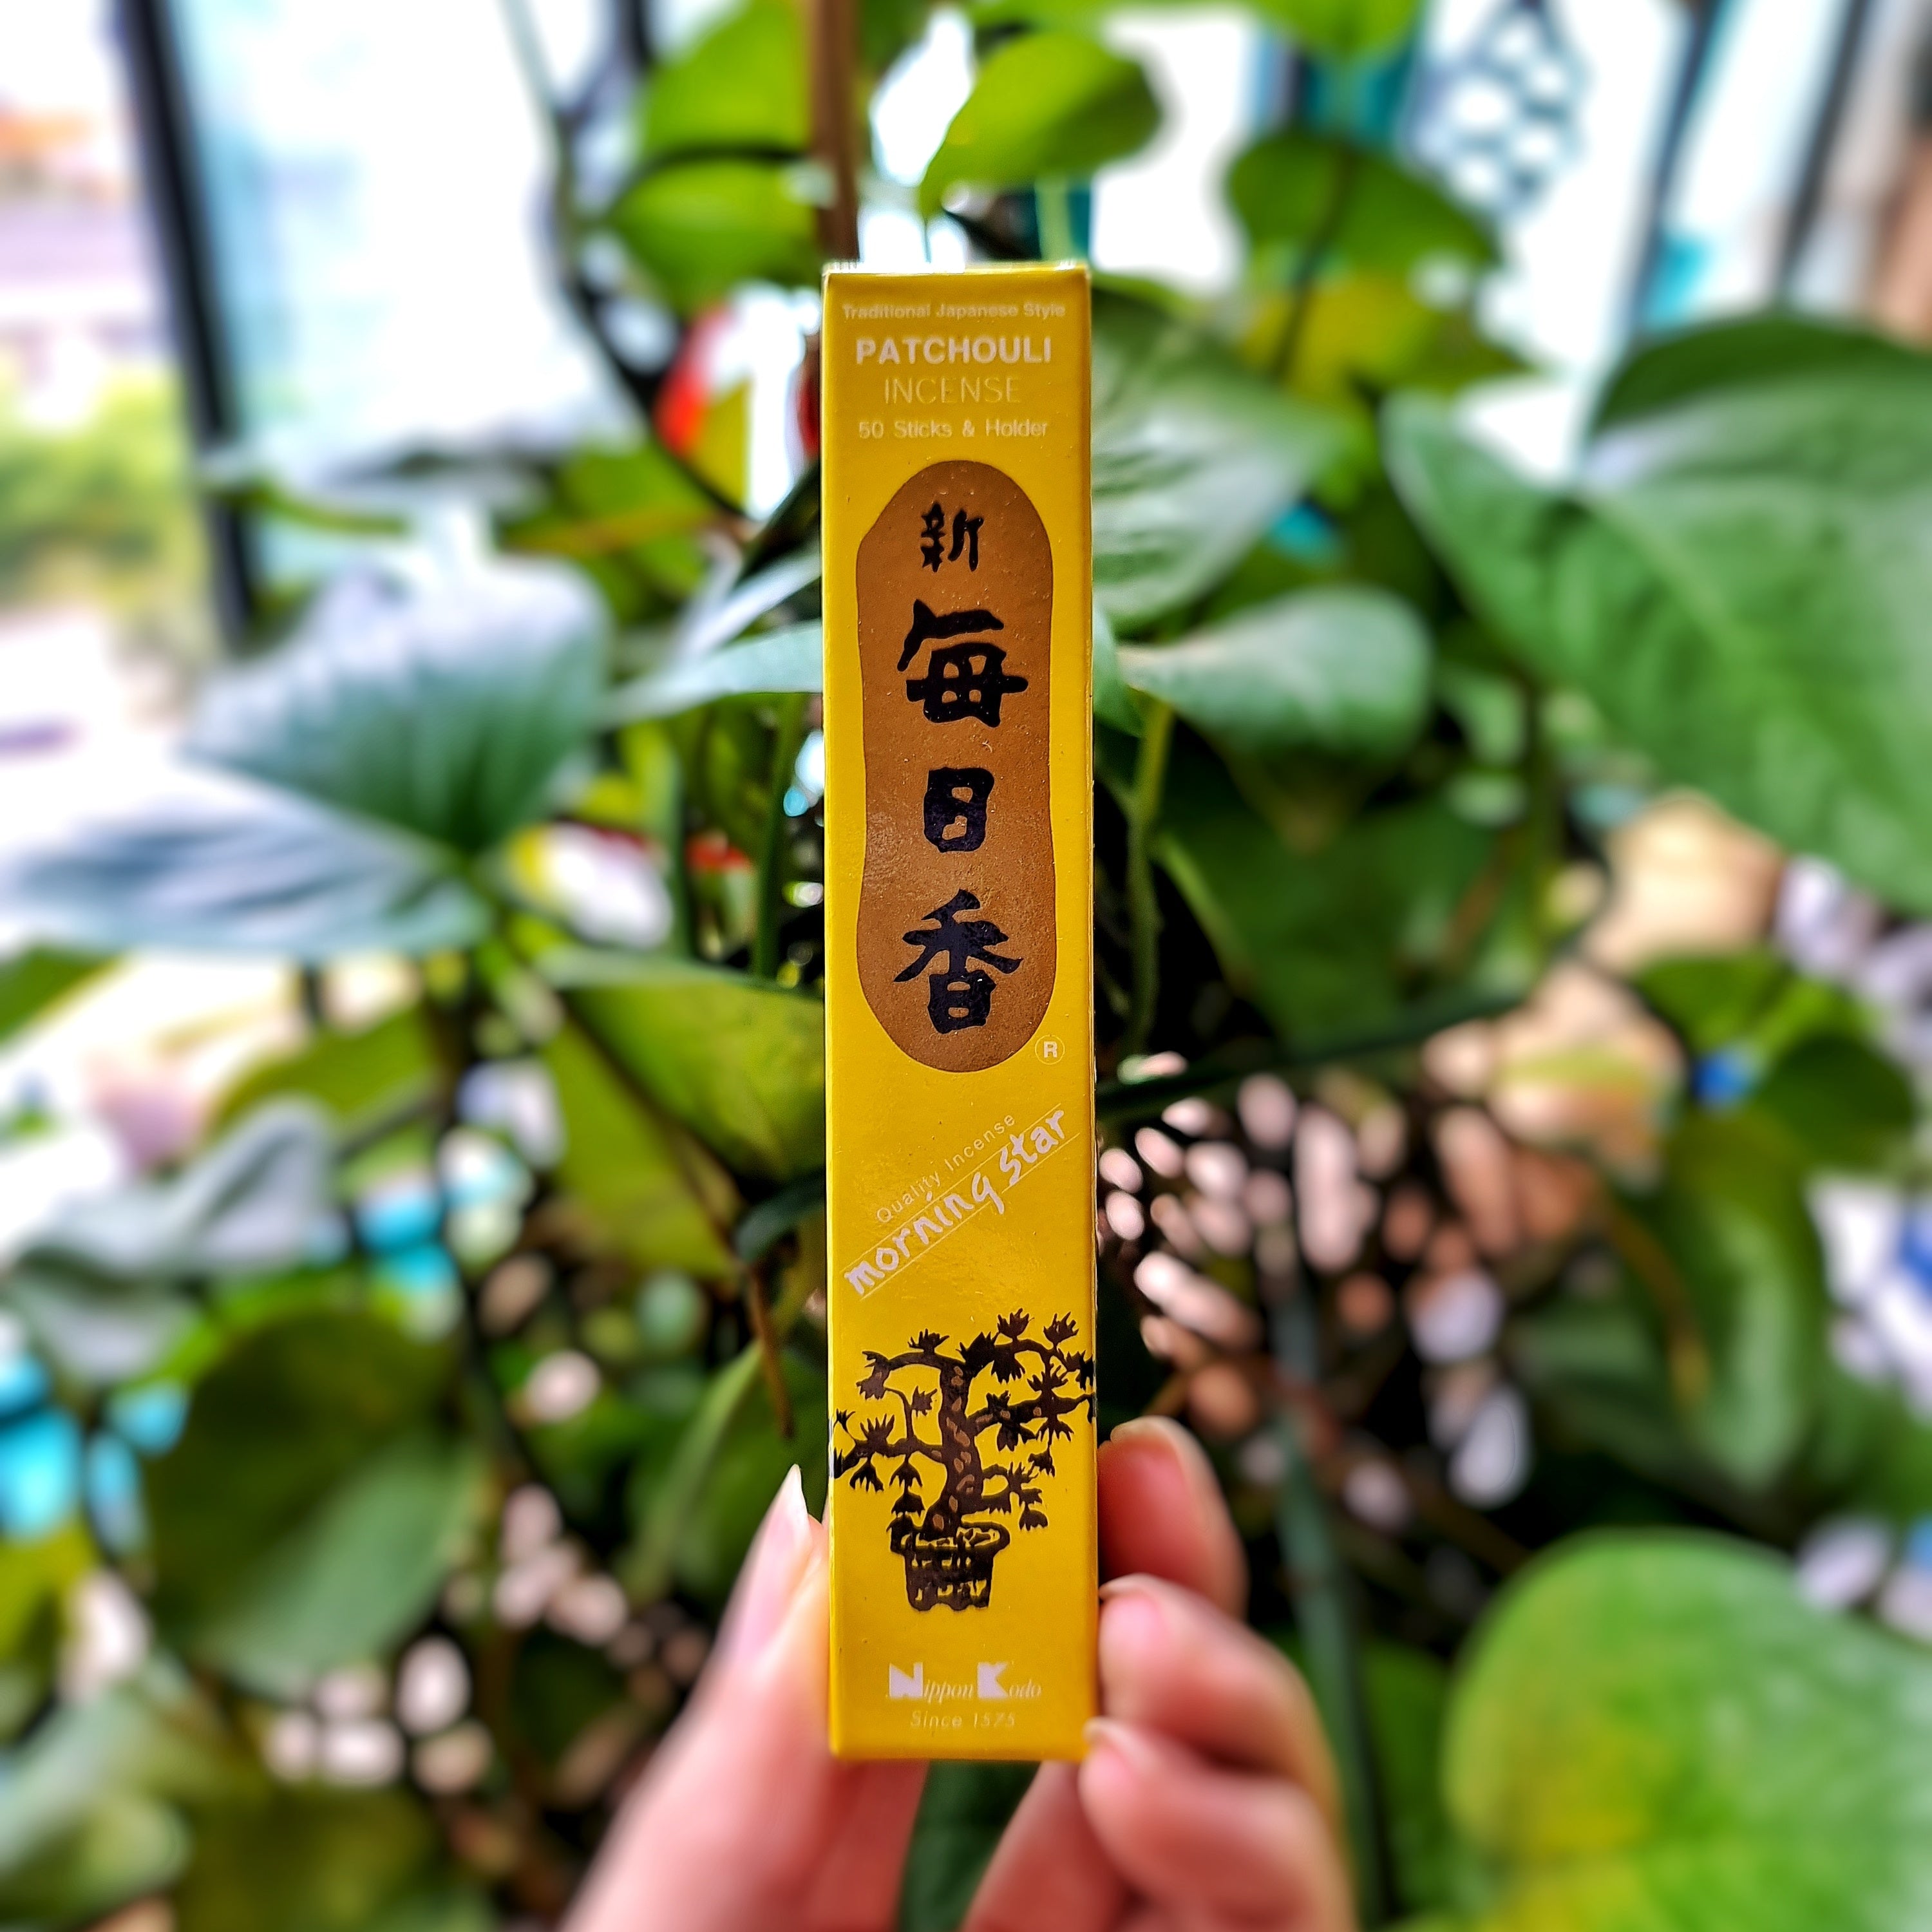 Traditional Japanese Style
PATCHOULI
INCENSE
50 Sticks & Holder
新
毎
日
香
®
Quality Incense
morning star
Nippon Kodo
Since 1575